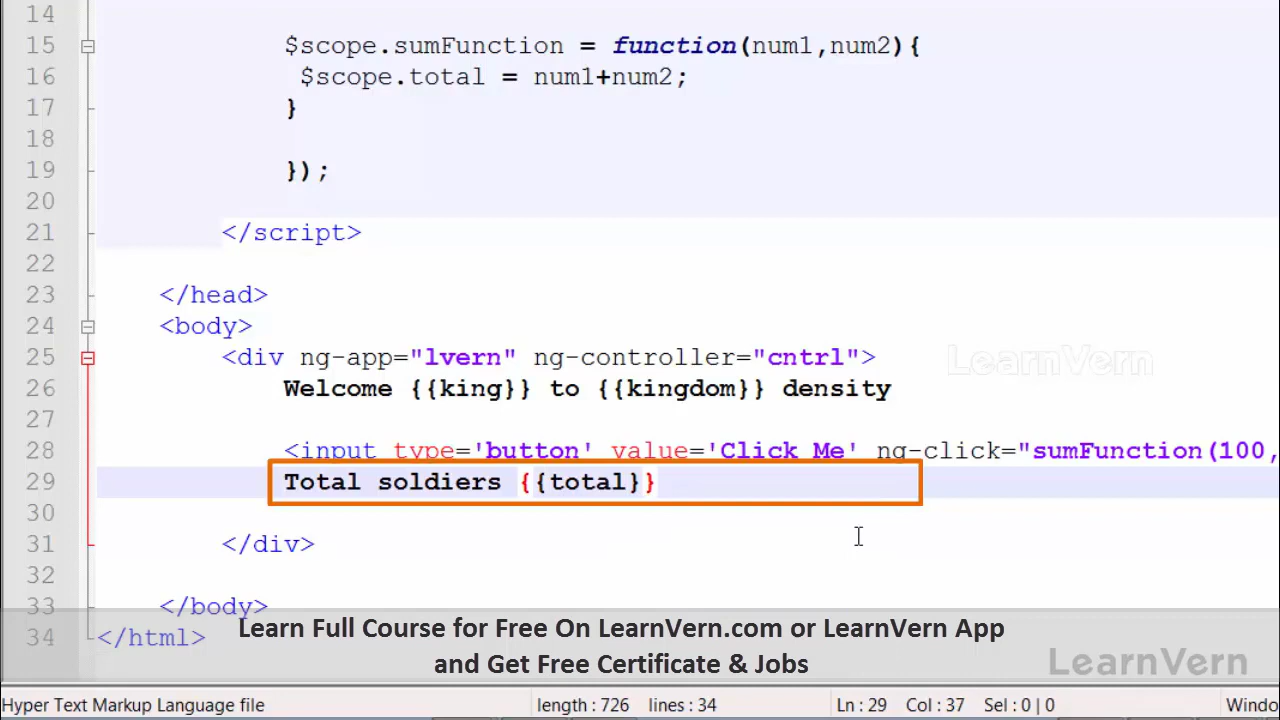 14
15 $scope.sumFunction = function(num1,num2){
16 $scope.total = num1+num2;
17 }
18
19 });
20
21 </script>
22
23 </head>
24 <body>
25 <div ng-app="lvern" ng-controller="cntrl">
LearnVern
26 Welcome {{king}} to {{kingdom}} density
27
28 <input type='button' value='Click Me' ng-click="sumFunction(100,
29 Total soldiers {{total}}
30
31 </div>
32
33 </body>
34 </html>
Learn Full Course for Free On LearnVern.com or LearnVern App
and Get Free Certificate & Jobs
LearnVern
Hyper Text Markup Language file length : 726 lines : 34 Ln : 29 Col : 37 Sel : 0 | 0 Windo